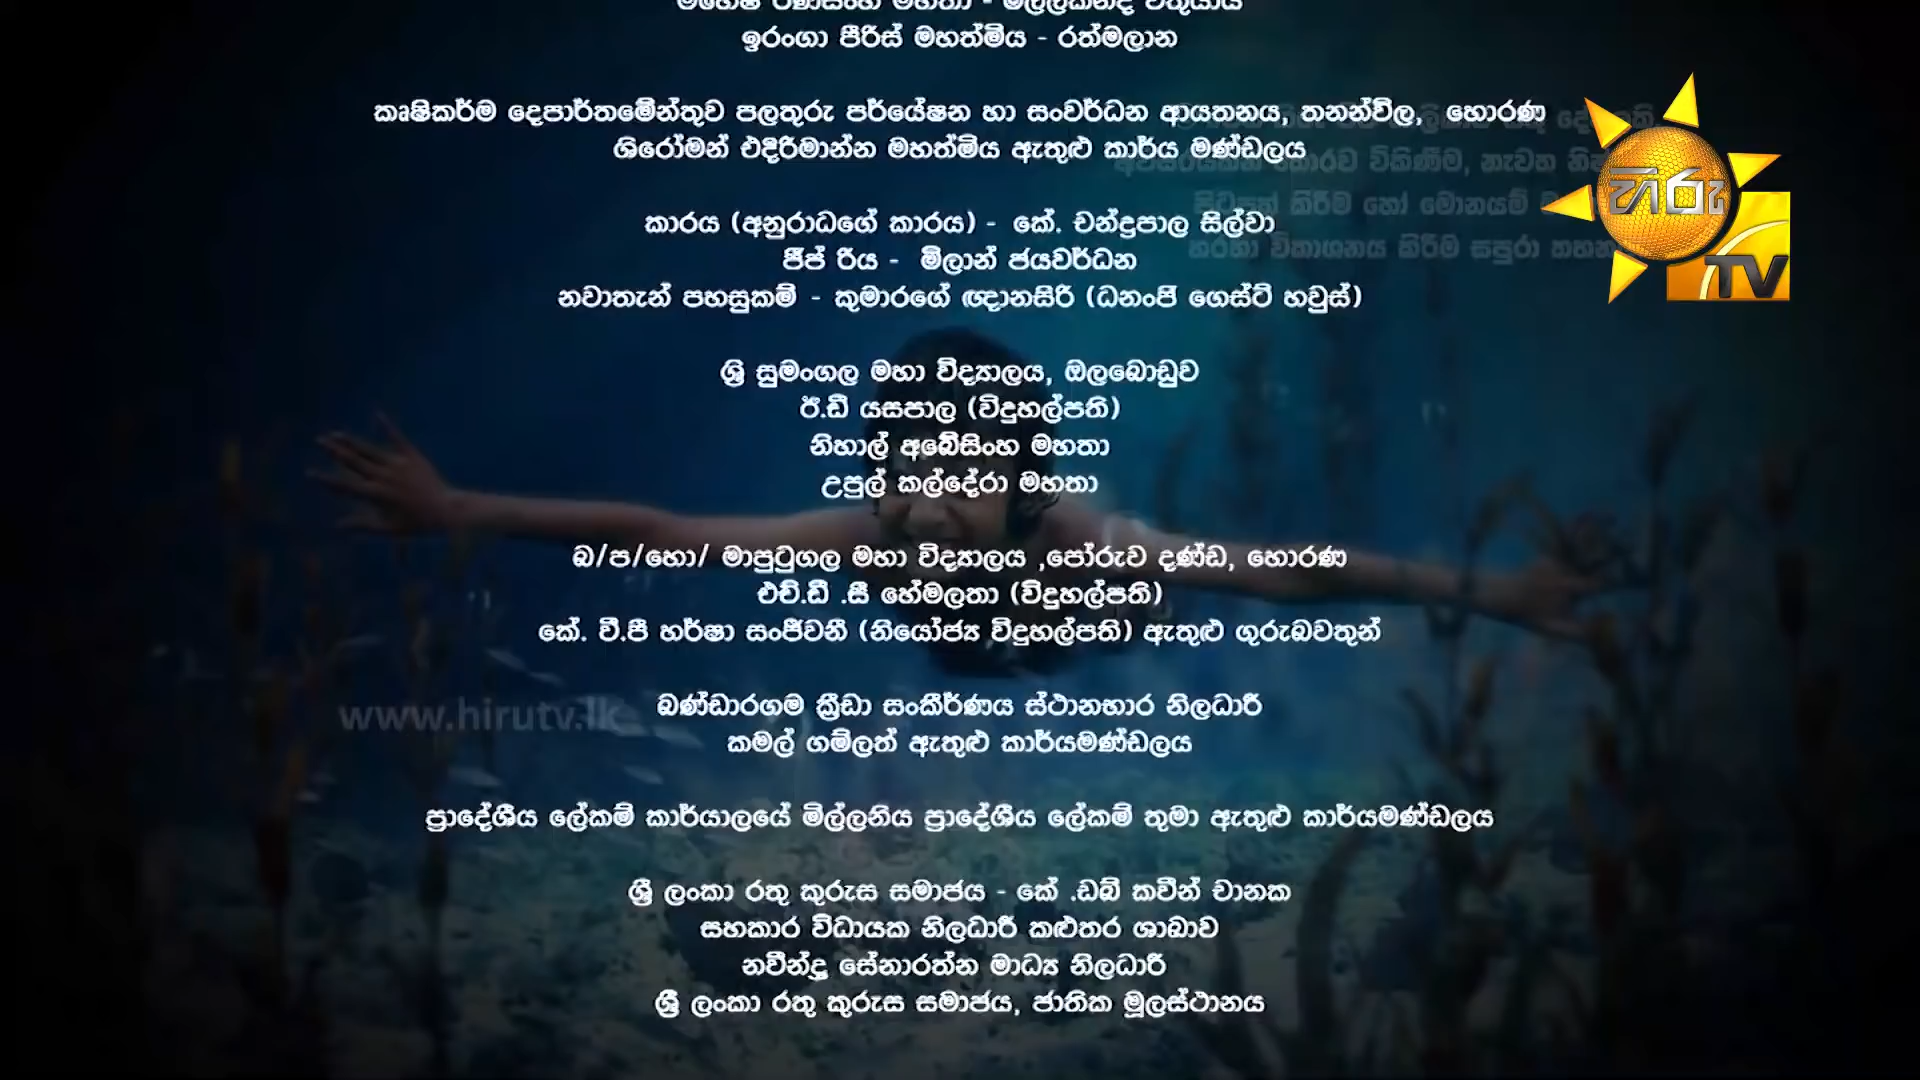 ඉරංගා පීරිස් මහත්මිය - රත්මලාන
කෘෂිකර්ම දෙපාර්තමේන්තුව පලතුරු පර්යේෂන හා සංවර්ධන ආයතනය, තනන්විල, හොරණ
ශිරෝමන් එදිරිමාන්න මහත්මිය ඇතුළු කාර්ය මණ්ඩලය
කාරය (අනුරාධගේ කාරය) - කේ. චන්ද්‍රපාල සිල්වා
ජීප් රිය - මිලාන් ජයවර්ධන
නවාතැන් පහසුකම් - කුමාරගේ ඥානසිරි (ධනංජි ගෙස්ට් හවුස්)
ශ්‍රි සුමංගල මහා විද්‍යාලය, ඔලබොඩුව
ඊ.ඩී යසපාල (විදුහල්පති)
නිහාල් අබේසිංහ මහතා
උපුල් කල්දේරා මහතා
බ/ප/හො/ මාපුටුගල මහා විද්‍යාලය ,පෝරුව දණ්ඩ, හොරණ
එච්.ඩී .සී හේමලතා (විදුහල්පති)
කේ. වී.පී හර්ෂා සංජීවනී (නියෝජ්‍ය විදුහල්පති) ඇතුළු ගුරුබවතුන්
බණ්ඩාරගම ක්‍රීඩා සංකීර්ණය ස්ථානභාර නිලධාරී
කමල් ගම්ලත් ඇතුළු කාර්යමණ්ඩලය
ප්‍රාදේශීය ලේකම් කාර්යාලයේ මිල්ලනිය ප්‍රාදේශීය ලේකම් තුමා ඇතුළු කාර්යමණ්ඩලය
ශ්‍රී ලංකා රතු කුරුස සමාජය - කේ .ඩබ් කවීන් චානක
සහකාර විධායක නිලධාරී කළුතර ශාඛාව
නවීන්ද්‍ර සේනාරත්න මාධ්‍ය නිලධාරී
ශ්‍රී ලංකා රතු කුරුස සමාජය, ජාතික මූලස්ථානය
හිරු
TV
www.hirutv.lk